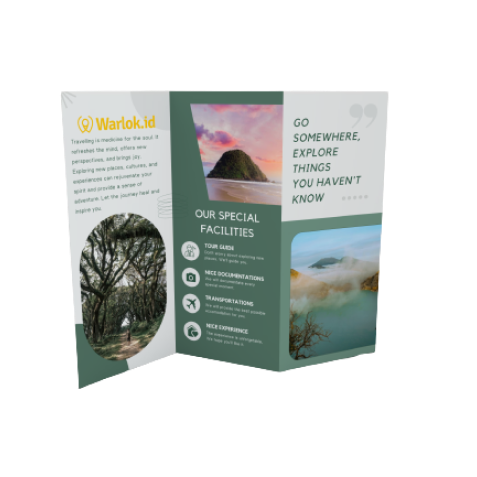 Warlok.id
Traveling is medicine for the soul. It
refreshes the mind, offers new
perspectives, and brings joy.
Exploring new places, cultures, and
experiences can rejuvenate your
spirit and provide a sense of
adventure. Let the journey heal and
inspire you.
OUR SPECIAL
FACILITIES
TOUR GUIDE
NICE DOCUMENTATIONS
TRANSPORTATIONS
NICE EXPERIENCE
GO
SOMEWHERE,
EXPLORE
THINGS
YOU HAVEN'T
KNOW